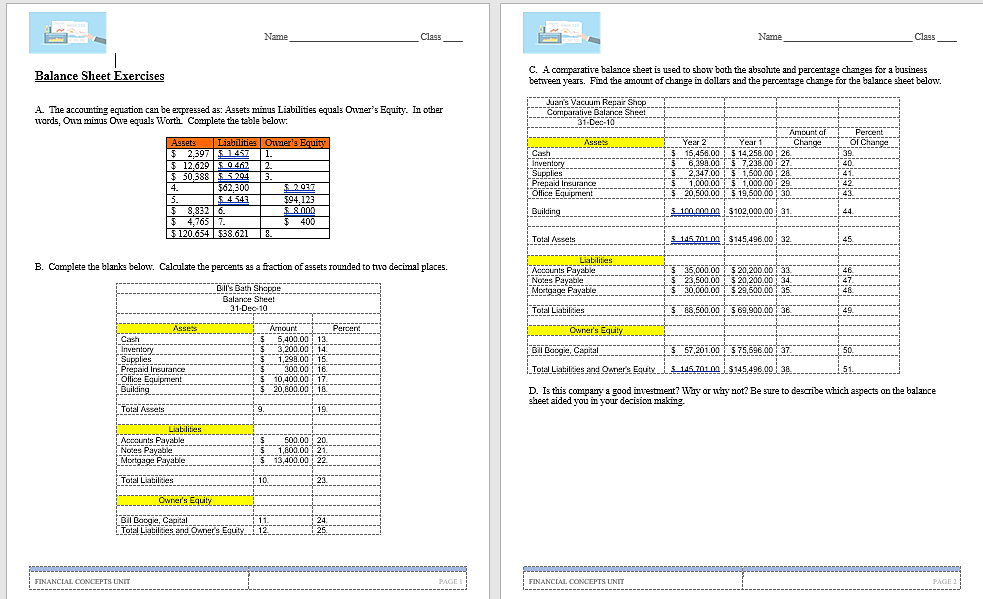 Name Class
Balance Sheet Exercises
A. The accounting equation can be expressed as: Assets minus Liabilities equals Owner's Equity. In other
words, Own minus Owe equals Worth. Complete the table below:
Assets Liabilities Owner's Equity
$ 2,397 $ 1,457 1.
$ 12,629 $ 9,462 2.
$ 50,388 $ 5,294 3.
4. $62,300 $ 2,937
5. $ 4,543 $94,123
$ 8,832 6. $ 8,000
$ 4,765 7. $ 400
$ 120,654 $38,621 8.
B. Complete the blanks below. Calculate the percents as a fraction of assets rounded to two decimal places.
Bill's Bath Shoppe
Balance Sheet
31-Dec-10
Assets Amount Percent
Cash $ 5,400.00 13.
Inventory $ 3,200.00 14.
Supplies $ 1,298.00 15.
Prepaid Insurance $ 300.00 16.
Office Equipment $ 10,400.00 17.
Building $ 20,800.00 18.
Total Assets 9. 19.
Liabilities
Accounts Payable $ 500.00 20.
Notes Payable $ 1,800.00 21.
Mortgage Payable $ 13,400.00 22.
Total Liabilities 10. 23.
Owner's Equity
Bill Boogie, Capital 11. 24.
Total Liabilities and Owner's Equity 12. 25.
FINANCIAL CONCEPTS UNIT PAGE 1
Name Class
C. A comparative balance sheet is used to show both the absolute and percentage changes for a business
between years. Find the amount of change in dollars and the percentage change for the balance sheet below.
Juan's Vacuum Repair Shop
Comparative Balance Sheet
31-Dec-10
Amount of Percent
Assets Year 2 Year 1 Change Of Change
Cash $ 15,456.00 $ 14,258.00 26. 39.
Inventory $ 6,398.00 $ 7,238.00 27. 40.
Supplies $ 2,347.00 $ 1,500.00 28. 41.
Prepaid Insurance $ 1,000.00 $ 1,000.00 29. 42.
Office Equipment $ 20,500.00 $ 19,500.00 30. 43.
Building $ 100,000.00 $102,000.00 31. 44.
Total Assets $ 145,701.00 $145,496.00 32. 45.
Liabilities
Accounts Payable $ 35,000.00 $ 20,200.00 33. 46.
Notes Payable $ 23,500.00 $ 20,200.00 34. 47.
Mortgage Payable $ 30,000.00 $ 29,500.00 35. 48.
Total Liabilities $ 88,500.00 $ 69,900.00 36. 49.
Owner's Equity
Bill Boogie, Capital $ 57,201.00 $ 75,596.00 37. 50.
Total Liabilities and Owner's Equity $ 145,701.00 $145,496.00 38. 51.
D. Is this company a good investment? Why or why not? Be sure to describe which aspects on the balance
sheet aided you in your decision making.
FINANCIAL CONCEPTS UNIT PAGE 2